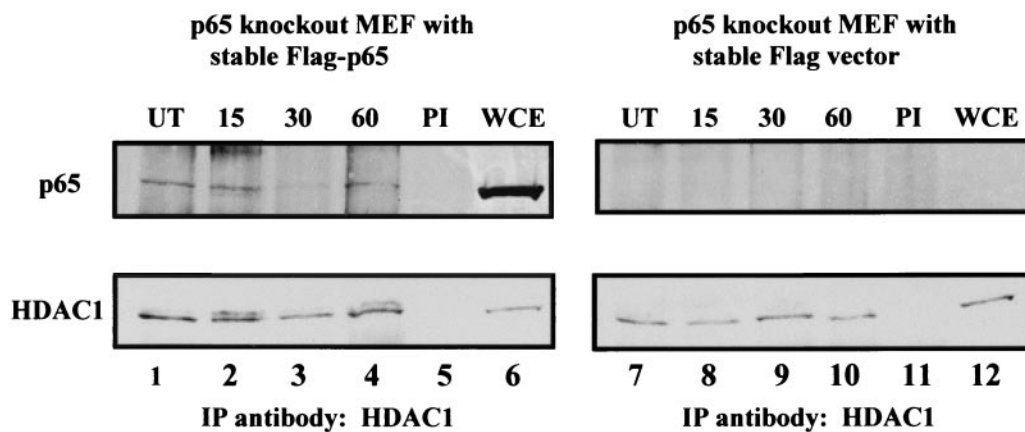 p65 knockout MEF with
stable Flag-p65
p65 knockout MEF with
stable Flag vector
UT 15 30 60 PI WCE
UT 15 30 60 PI WCE
p65
HDAC1
1 2 3 4 5 6
7 8 9 10 11 12
IP antibody: HDAC1
IP antibody: HDAC1